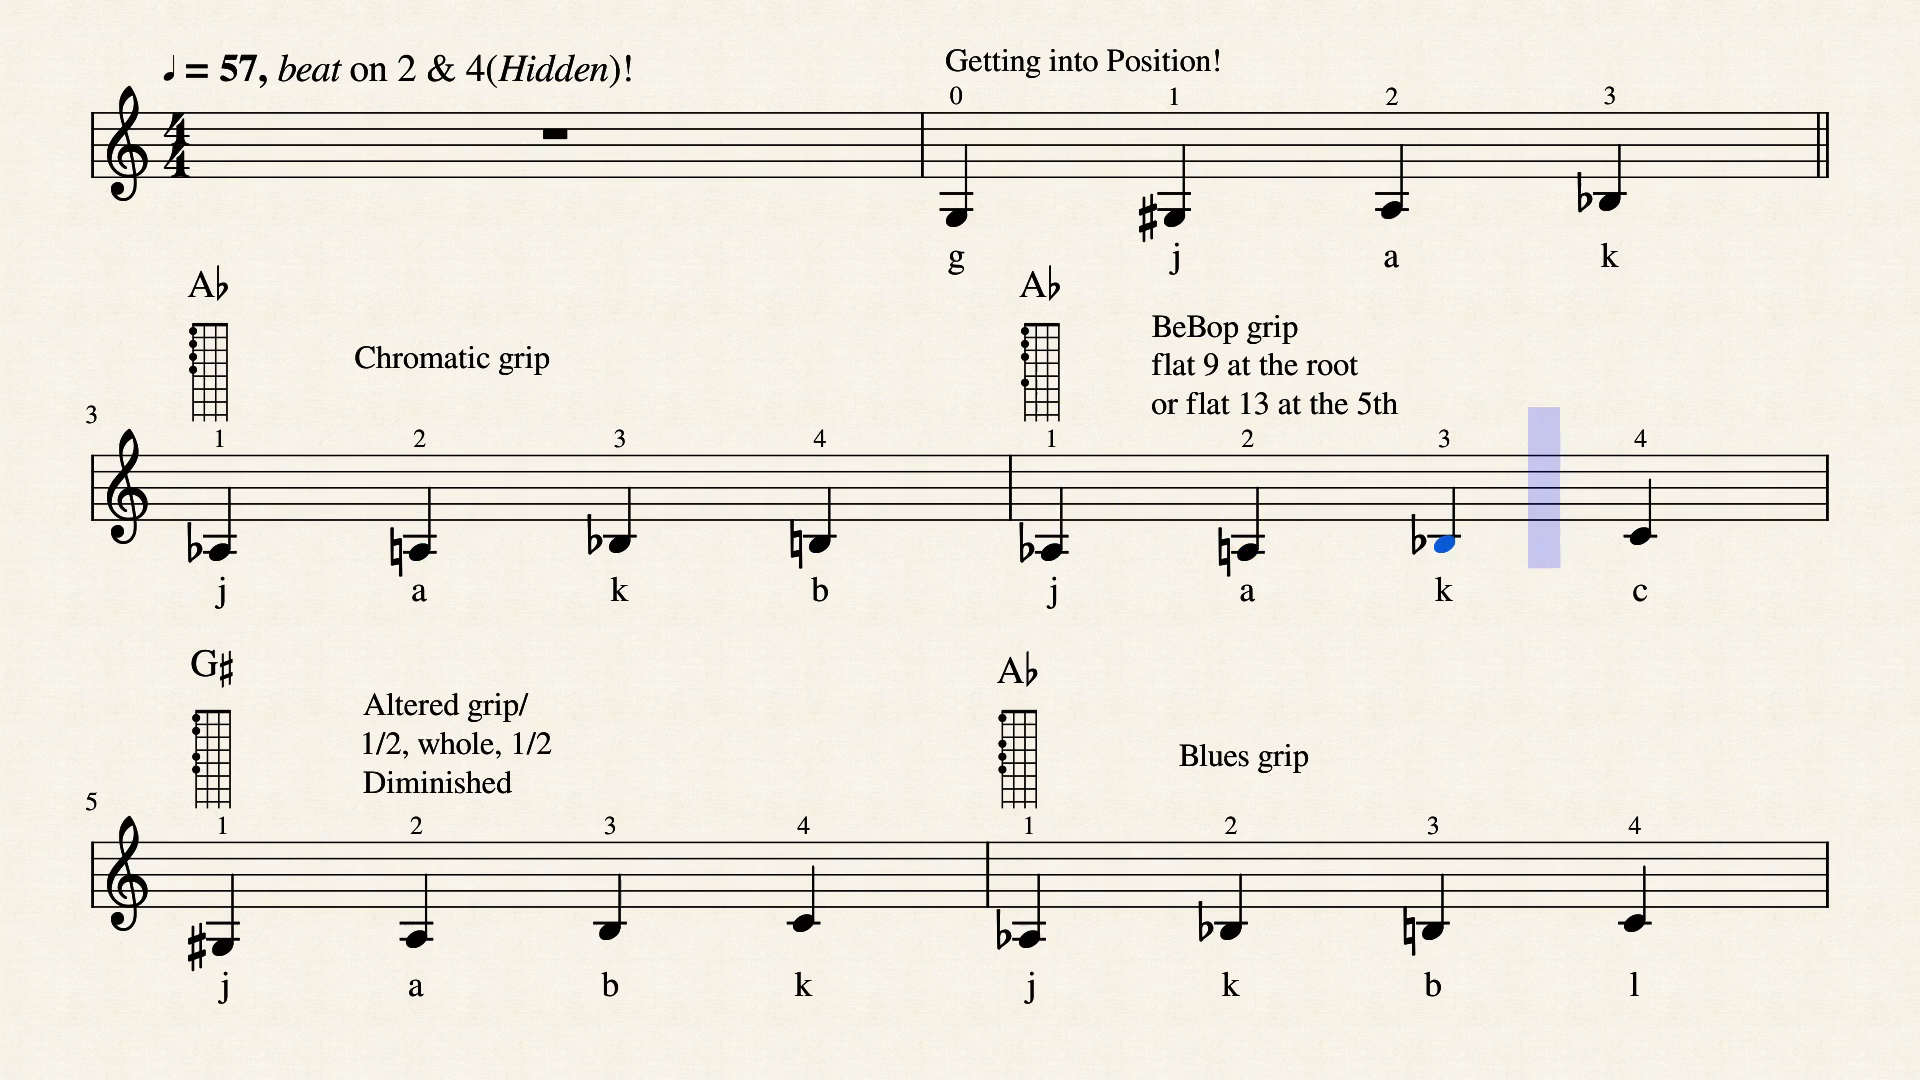 ♩ = 57, beat on 2 & 4(Hidden)!
Getting into Position!
0 1 2 3
4
4
g j a k
A♭ A♭
Chromatic grip
BeBop grip
flat 9 at the root
or flat 13 at the 5th
3
1 2 3 4 1 2 3 4
j a k b j a k c
G♯ A♭
Altered grip/
1/2, whole, 1/2
Diminished
Blues grip
5
1 2 3 4 1 2 3 4
j a b k j k b l